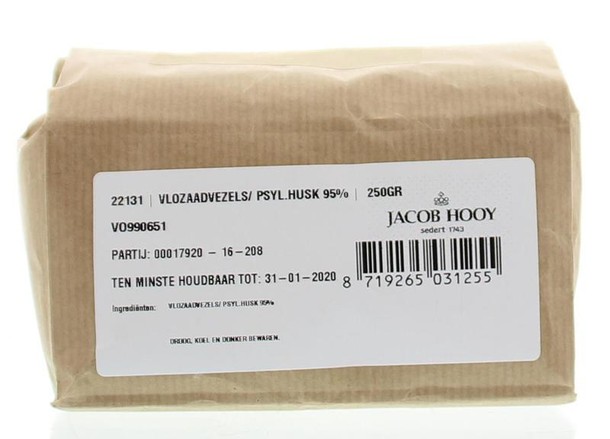 22131 | VLOZAADVEZELS/ PSYL.HUSK 95% | 250GR
VO990651
PARTIJ: 00017920 - 16-208
TEN MINSTE HOUDBAAR TOT: 31-01-2020
Ingrediënten: VLOZAADVEZELS/ PSYL.HUSK 95%
DROOG, KOEL EN DONKER BEWAREN.
JACOB HOOY
sedert 1743
8 719265 031255